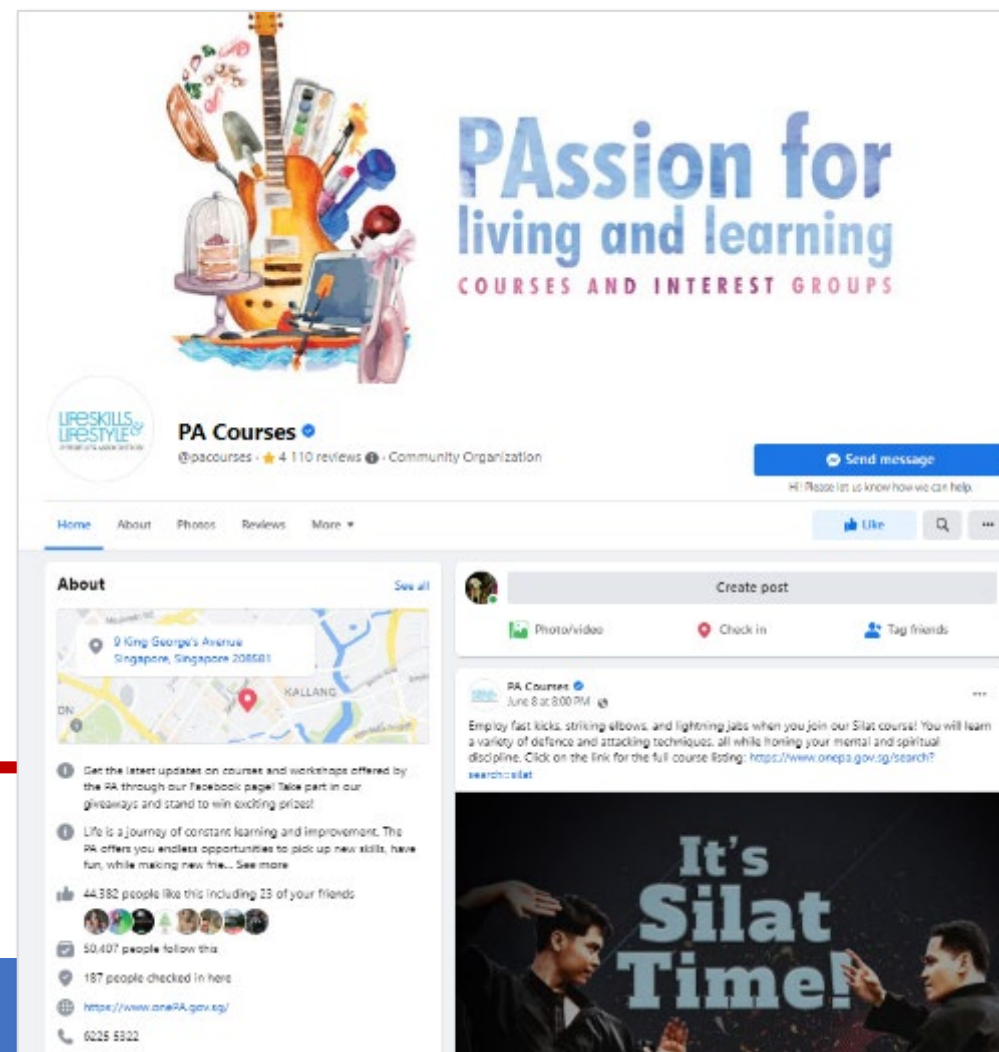 PAssion for
living and learning
COURSES AND INTEREST GROUPS
LIFESKILLS &
LIFESTYLE
PA Courses
@pacourses · 4 110 reviews · Community Organization
Send message
Hi! Please let us know how we can help.
Home About Photos Reviews More
Like
About See all
9 King George's Avenue
Singapore, Singapore 208581
KALLANG
ON
Get the latest updates on courses and workshops offered by
the PA through our Facebook page! Take part in our
giveaways and stand to win exciting prizes!
Life is a journey of constant learning and improvement. The
PA offers you endless opportunities to pick up new skills, have
fun, while making new frie... See more
44,382 people like this including 23 of your friends
50,407 people follow this
187 people checked in here
https://www.onePA.gov.sg/
6225 5322
Create post
Photo/video Check in Tag friends
PA Courses
June 8 at 8:00 PM
Employ fast kicks, striking elbows, and lightning jabs when you join our Silat course! You will learn
a variety of defence and attacking techniques, all while honing your mental and spiritual
discipline. Click on the link for the full course listing: https://www.onepa.gov.sg/search?
search=silat
It's
Silat
Time!